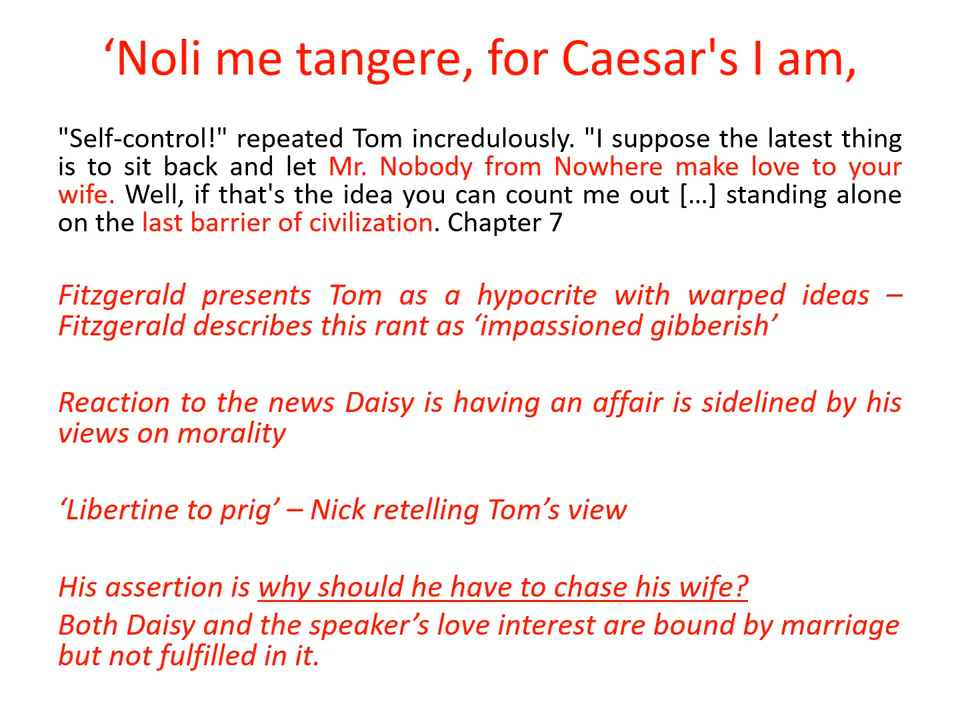 ‘Noli me tangere, for Caesar's I am,
"Self-control!" repeated Tom incredulously. "I suppose the latest thing
is to sit back and let Mr. Nobody from Nowhere make love to your
wife. Well, if that's the idea you can count me out […] standing alone
on the last barrier of civilization. Chapter 7
Fitzgerald presents Tom as a hypocrite with warped ideas –
Fitzgerald describes this rant as ‘impassioned gibberish’
Reaction to the news Daisy is having an affair is sidelined by his
views on morality
‘Libertine to prig’ – Nick retelling Tom’s view
His assertion is why should he have to chase his wife?
Both Daisy and the speaker’s love interest are bound by marriage
but not fulfilled in it.